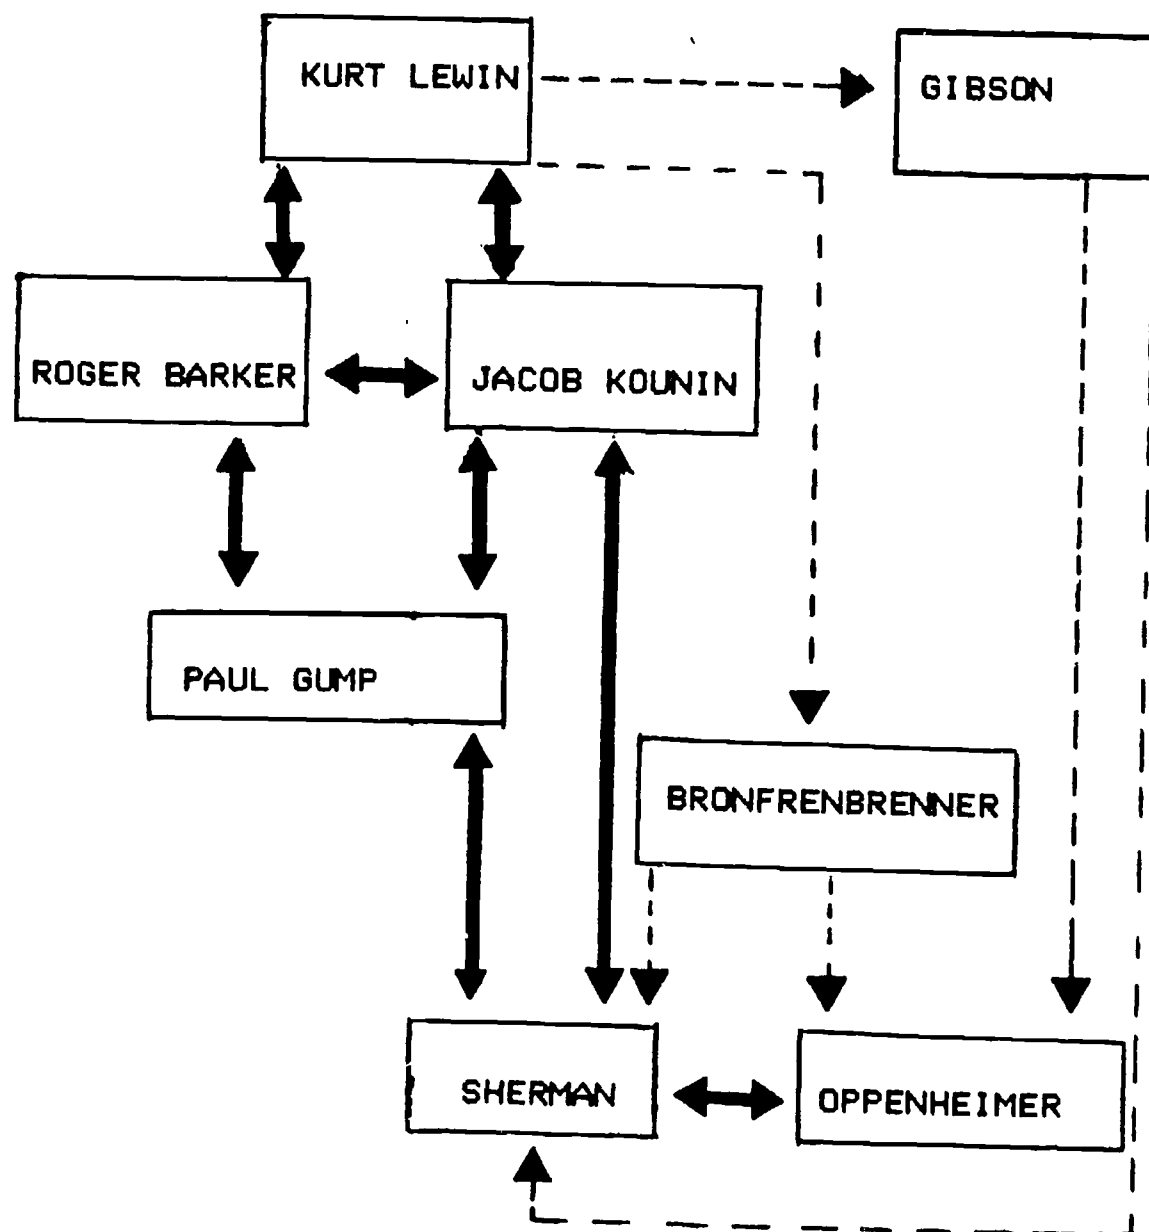 KURT LEWIN
GIBSON
ROGER BARKER
JACOB KOUNIN
PAUL GUMP
BRONFRENBRENNER
SHERMAN
OPPENHEIMER